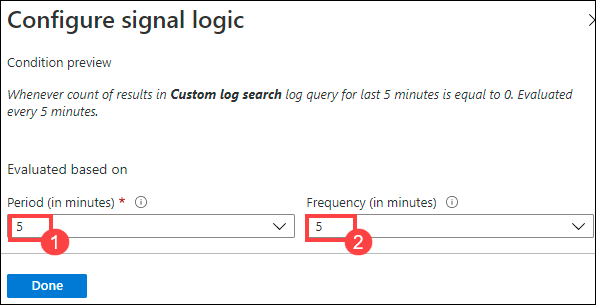 Configure signal logic
Condition preview
Whenever count of results in Custom log search log query for last 5 minutes is equal to 0. Evaluated
every 5 minutes.
Evaluated based on
Period (in minutes) *
Frequency (in minutes)
5
1
5
2
Done